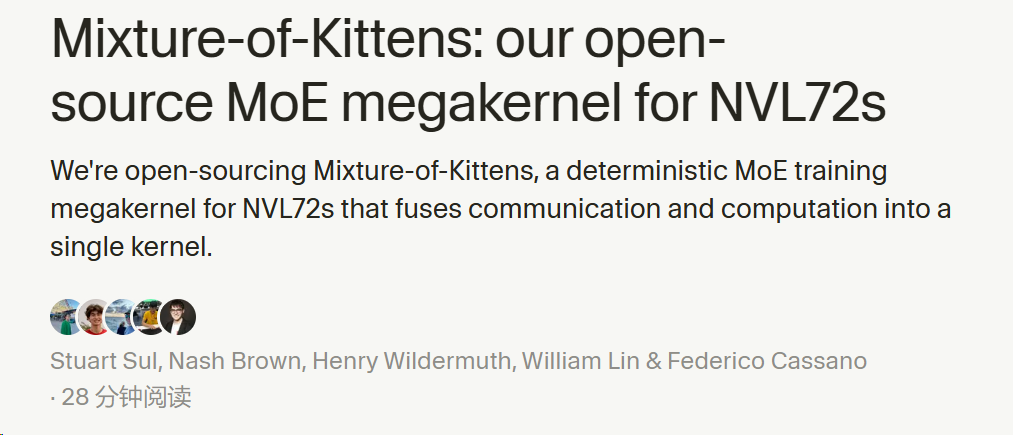 Mixture-of-Kittens: our open-
source MoE megakernel for NVL72s
We're open-sourcing Mixture-of-Kittens, a deterministic MoE training
megakernel for NVL72s that fuses communication and computation into a
single kernel.
Stuart Sul, Nash Brown, Henry Wildermuth, William Lin & Federico Cassano
· 28 分钟阅读